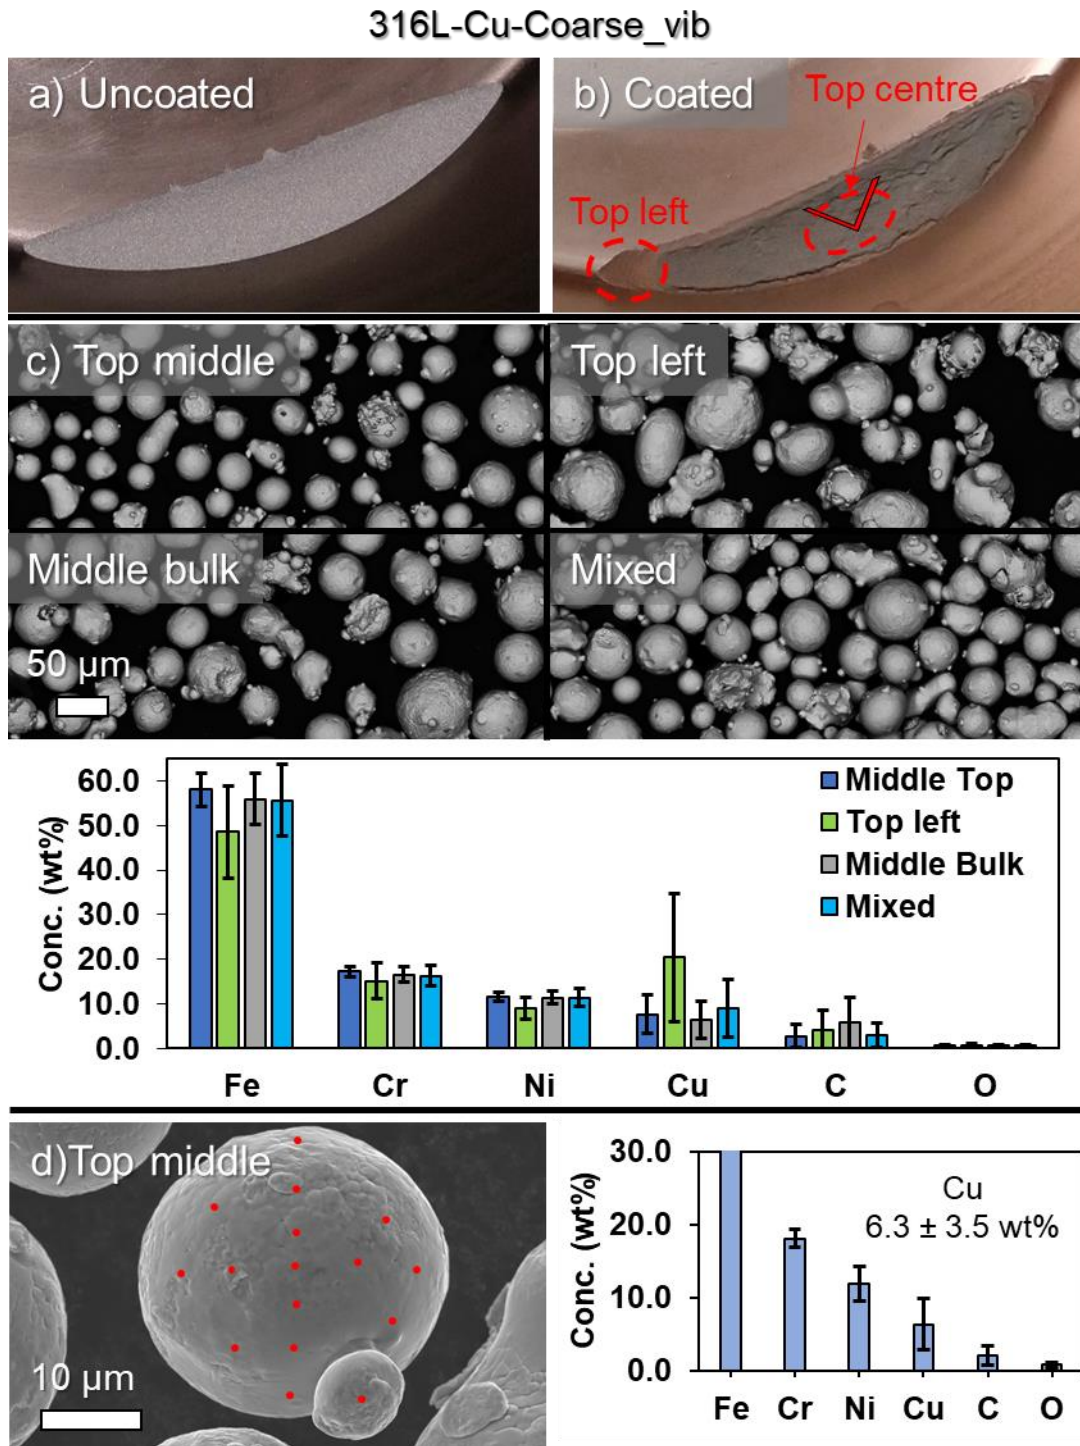 316L-Cu-Coarse_vib
a) Uncoated
b) Coated
Top centre
Top left
c) Top middle
Top left
Middle bulk
Mixed
50 µm
Conc. (wt%)
60.0
50.0
40.0
30.0
20.0
10.0
0.0
Middle Top
Top left
Middle Bulk
Mixed
Fe Cr Ni Cu C O
d)Top middle
10 µm
Conc. (wt%)
30.0
20.0
10.0
0.0
Cu
6.3 ± 3.5 wt%
Fe Cr Ni Cu C O